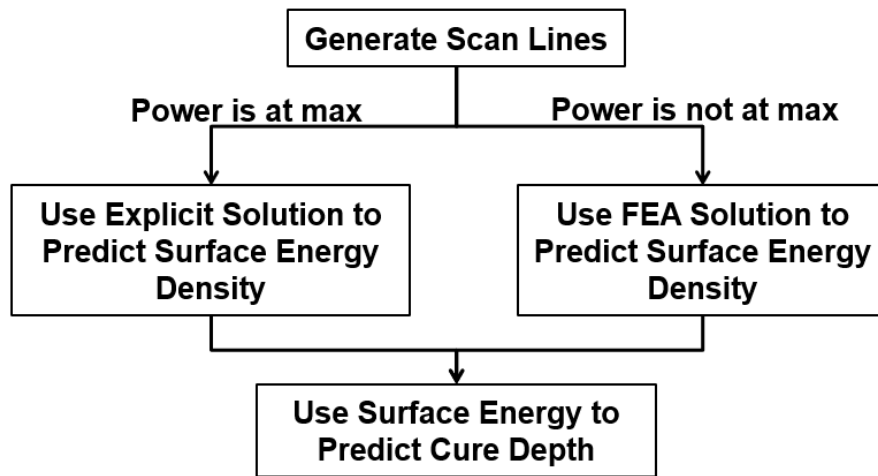 Generate Scan Lines
Power is at max
Power is not at max
Use Explicit Solution to
Predict Surface Energy
Density
Use FEA Solution to
Predict Surface Energy
Density
Use Surface Energy to
Predict Cure Depth